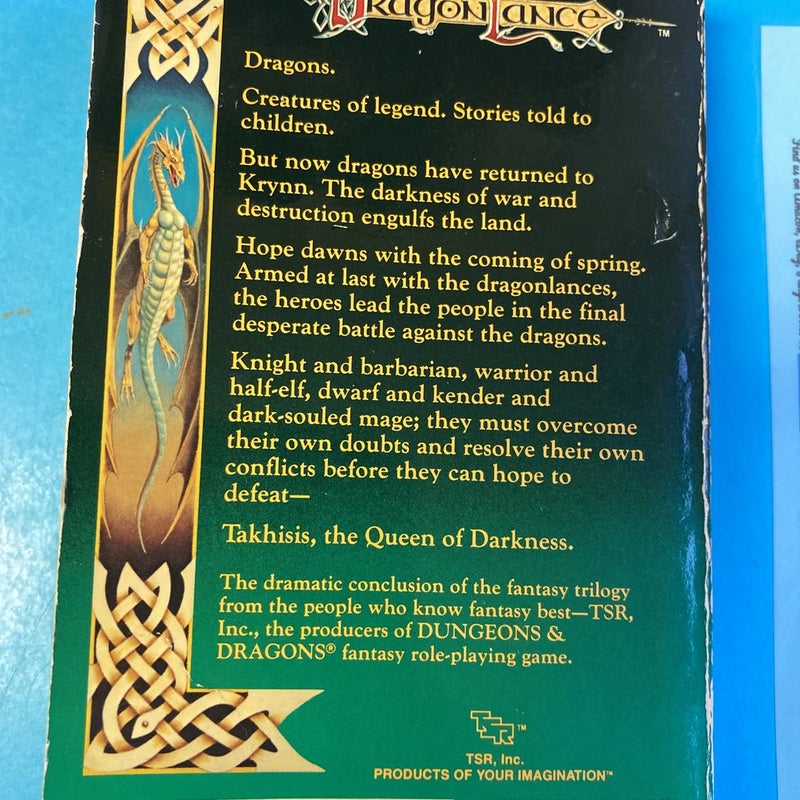 DRAGONLANCE
™
Dragons.
Creatures of legend. Stories told to
children.
But now dragons have returned to
Krynn. The darkness of war and
destruction engulfs the land.
Hope dawns with the coming of spring.
Armed at last with the dragonlances,
the heroes lead the people in the final
desperate battle against the dragons.
Knight and barbarian, warrior and
half-elf, dwarf and kender and
dark-souled mage; they must overcome
their own doubts and resolve their own
conflicts before they can hope to
defeat—
Takhisis, the Queen of Darkness.
The dramatic conclusion of the fantasy trilogy
from the people who know fantasy best—TSR,
Inc., the producers of DUNGEONS &
DRAGONS® fantasy role-playing game.
TSR™
TSR, Inc.
PRODUCTS OF YOUR IMAGINATION™
Find us on